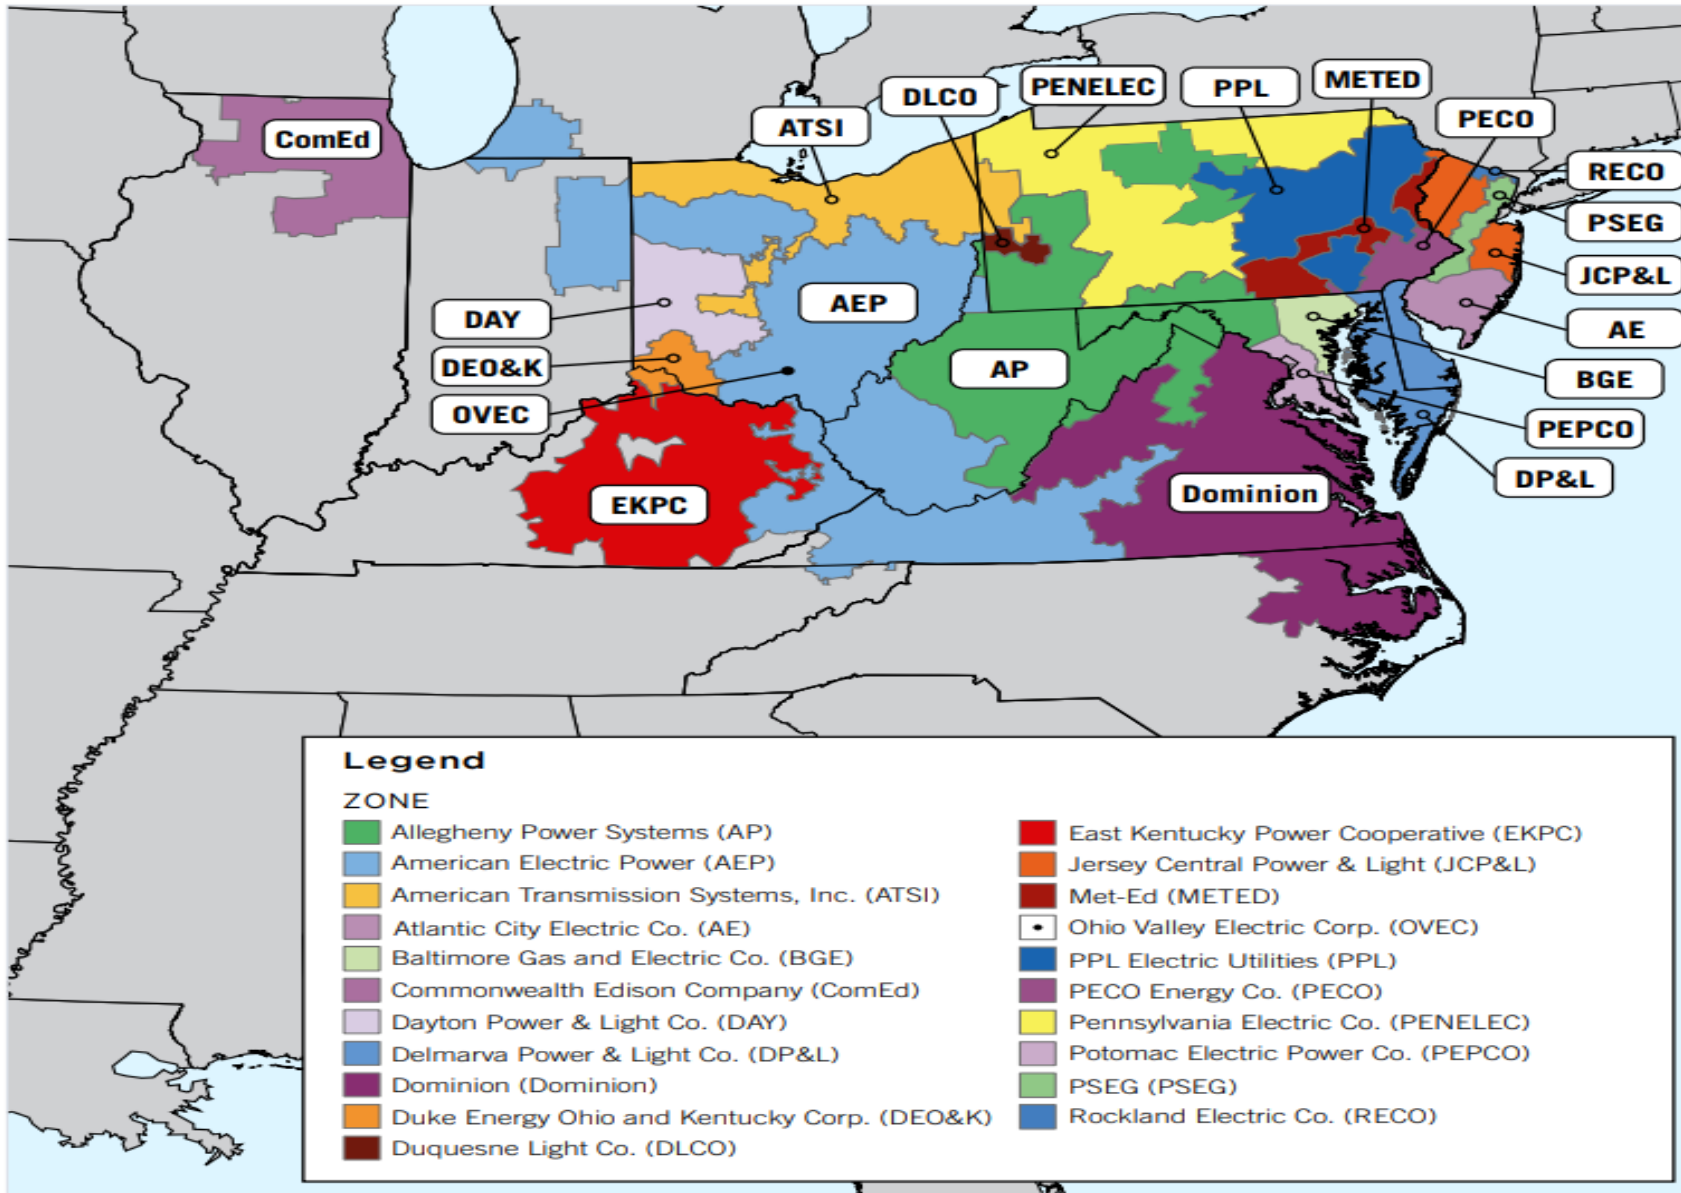 DLCO
PENELEC
PPL
METED
ATSI
PECO
ComEd
RECO
PSEG
JCP&L
DAY
AEP
AE
DEO&K
AP
BGE
OVEC
PEPCO
DP&L
EKPC
Dominion
Legend
ZONE
Allegheny Power Systems (AP)
American Electric Power (AEP)
American Transmission Systems, Inc. (ATSI)
Atlantic City Electric Co. (AE)
Baltimore Gas and Electric Co. (BGE)
Commonwealth Edison Company (ComEd)
Dayton Power & Light Co. (DAY)
Delmarva Power & Light Co. (DP&L)
Dominion (Dominion)
Duke Energy Ohio and Kentucky Corp. (DEO&K)
Duquesne Light Co. (DLCO)
East Kentucky Power Cooperative (EKPC)
Jersey Central Power & Light (JCP&L)
Met-Ed (METED)
Ohio Valley Electric Corp. (OVEC)
PPL Electric Utilities (PPL)
PECO Energy Co. (PECO)
Pennsylvania Electric Co. (PENELEC)
Potomac Electric Power Co. (PEPCO)
PSEG (PSEG)
Rockland Electric Co. (RECO)